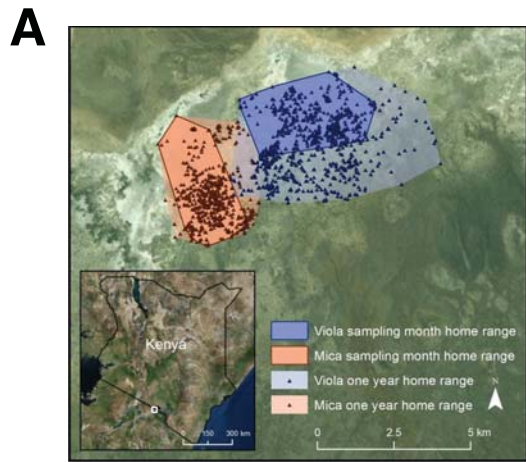 A
Kenya
0 150 300 km
Viola sampling month home range
Mica sampling month home range
Viola one year home range
Mica one year home range
N
0 2.5 5 km